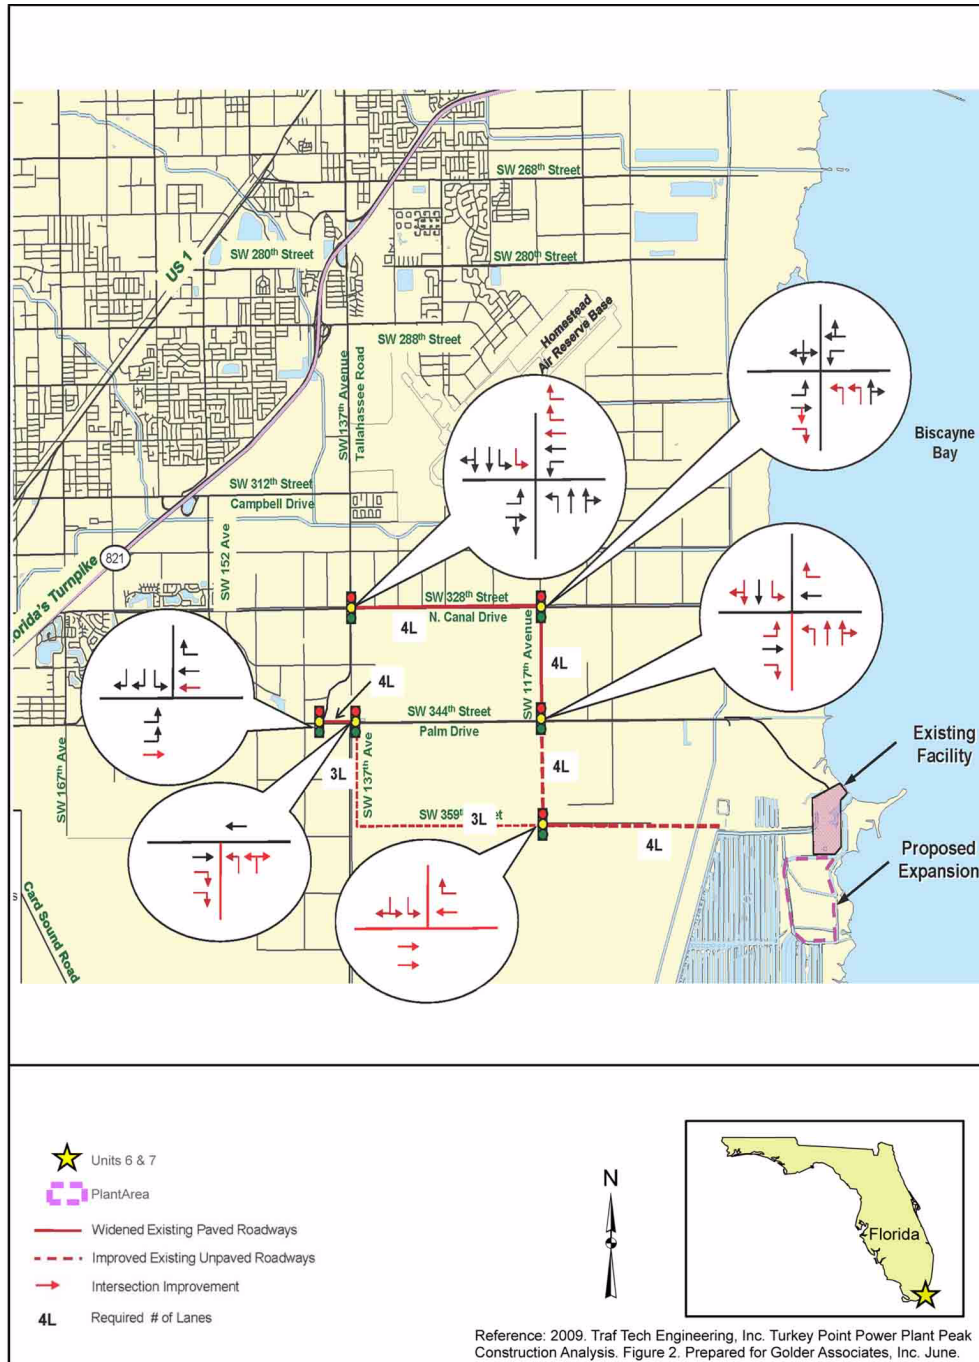 SW 268th Street
US 1
SW 280th Street
SW 280th Street
Homestead
Air Reserve Base
SW 288th Street
SW 137th Avenue
Tallahassee Road
Biscayne
Bay
SW 312th Street
Campbell Drive
SW 152 Ave
821
Florida's Turnpike
SW 328th Street
N. Canal Drive
4L
SW 117th Avenue
4L
4L
SW 344th Street
Palm Drive
Existing
Facility
SW 167th Ave
3L
SW 137th Ave
4L
SW 359th
3L
4L
Proposed
Expansion
Card Sound Road
Units 6 & 7
PlantArea
Widened Existing Paved Roadways
Improved Existing Unpaved Roadways
Intersection Improvement
4L Required # of Lanes
N
Florida
Reference: 2009. Traf Tech Engineering, Inc. Turkey Point Power Plant Peak
Construction Analysis. Figure 2. Prepared for Golder Associates, Inc. June.